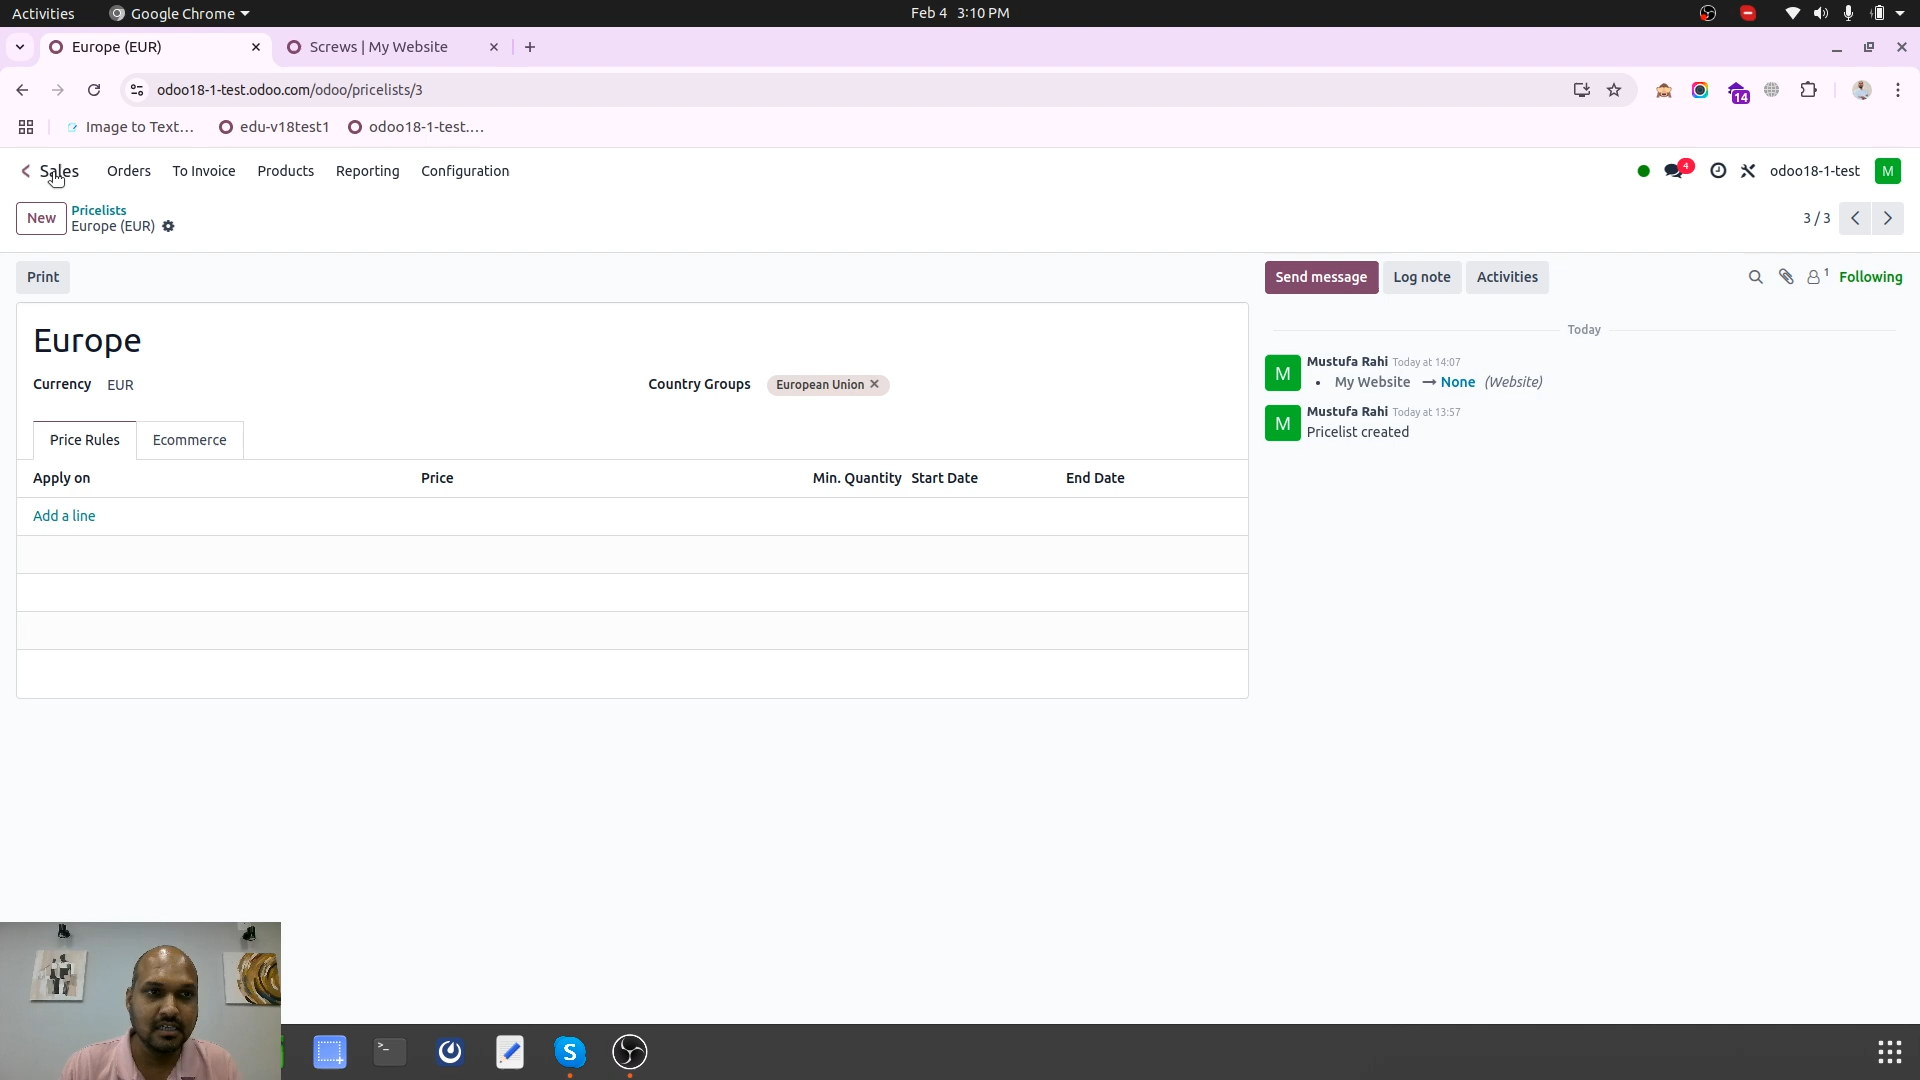 Activities Google Chrome Feb 4 3:10 PM
Europe (EUR) Screws | My Website
odoo18-1-test.odoo.com/odoo/pricelists/3 14
Image to Text... edu-v18test1 odoo18-1-test....
Sales Orders To Invoice Products Reporting Configuration 4 odoo18-1-test M
New Pricelists
Europe (EUR) 3 / 3
Print Send message Log note Activities 1 Following
Europe
Currency EUR Country Groups European Union
Price Rules Ecommerce
Apply on Price Min. Quantity Start Date End Date
Add a line
Today
M Mustufa Rahi Today at 14:07
• My Website → None (Website)
M Mustufa Rahi Today at 13:57
Pricelist created